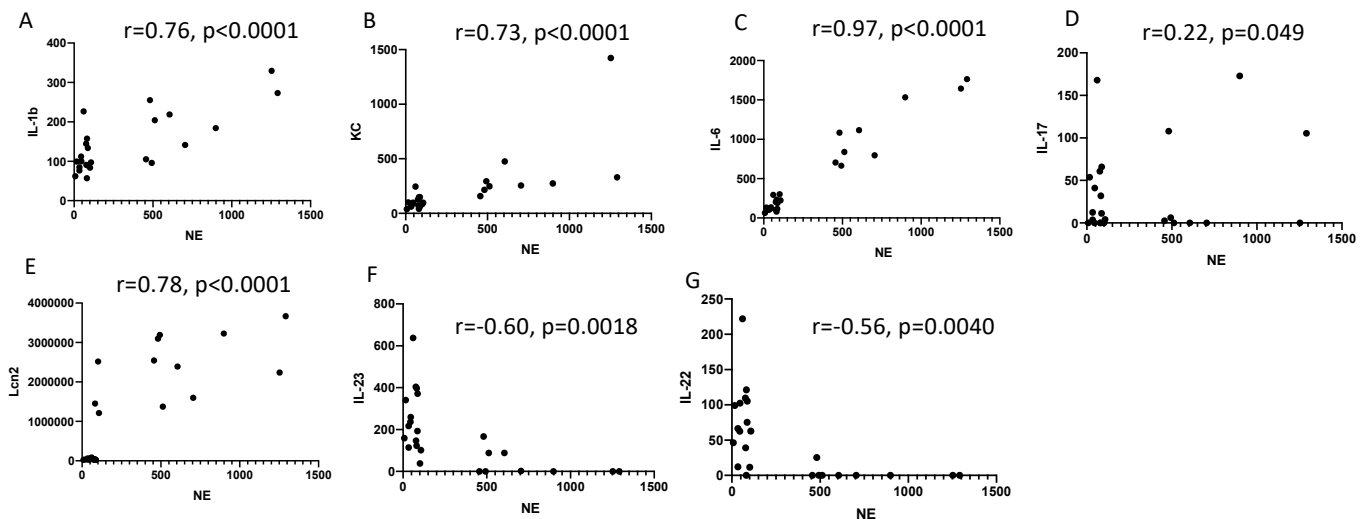 A
r=0.76, p<0.0001
400
300
200
100
0
IL-1b
0 500 1000 1500
NE
B
r=0.73, p<0.0001
1500
1000
500
0
KC
0 500 1000 1500
NE
C
r=0.97, p<0.0001
2000
1500
1000
500
0
IL-6
0 500 1000 1500
NE
D
r=0.22, p=0.049
200
150
100
50
0
IL-17
0 500 1000 1500
NE
E
r=0.78, p<0.0001
4000000
3000000
2000000
1000000
0
Lcn2
0 500 1000 1500
NE
F
r=-0.60, p=0.0018
800
600
400
200
0
IL-23
0 500 1000 1500
NE
G
r=-0.56, p=0.0040
250
200
150
100
50
0
IL-22
0 500 1000 1500
NE